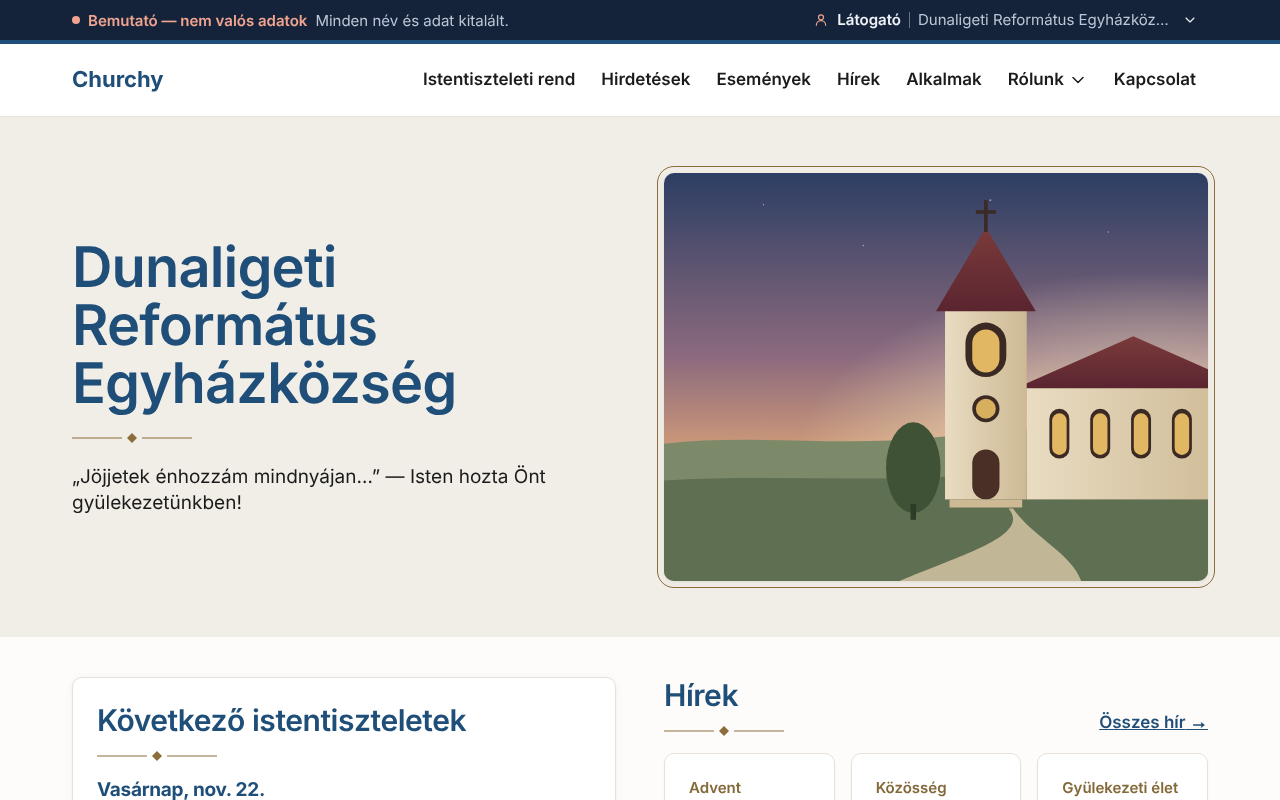 Bemutató — nem valós adatok Minden név és adat kitalált.
Látogató Dunaligeti Református Egyházköz...
Churchy
Istentiszteleti rend Hirdetések Események Hírek Alkalmak Rólunk Kapcsolat
Dunaligeti
Református
Egyházközség
„Jöjjetek énhozzám mindnyájan…” — Isten hozta Önt
gyülekezetünkben!
Következő istentiszteletek
Vasárnap, nov. 22.
Hírek
Összes hír →
Advent
Közösség
Gyülekezeti élet